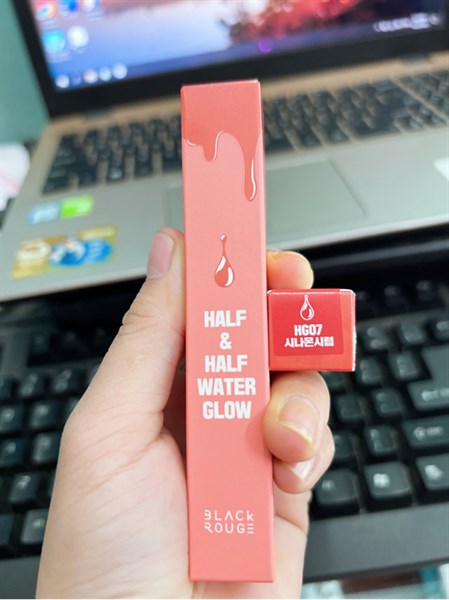 HALF
&
HALF
WATER
GLOW
BLACK
ROUGE
HG07
시나몬시럽